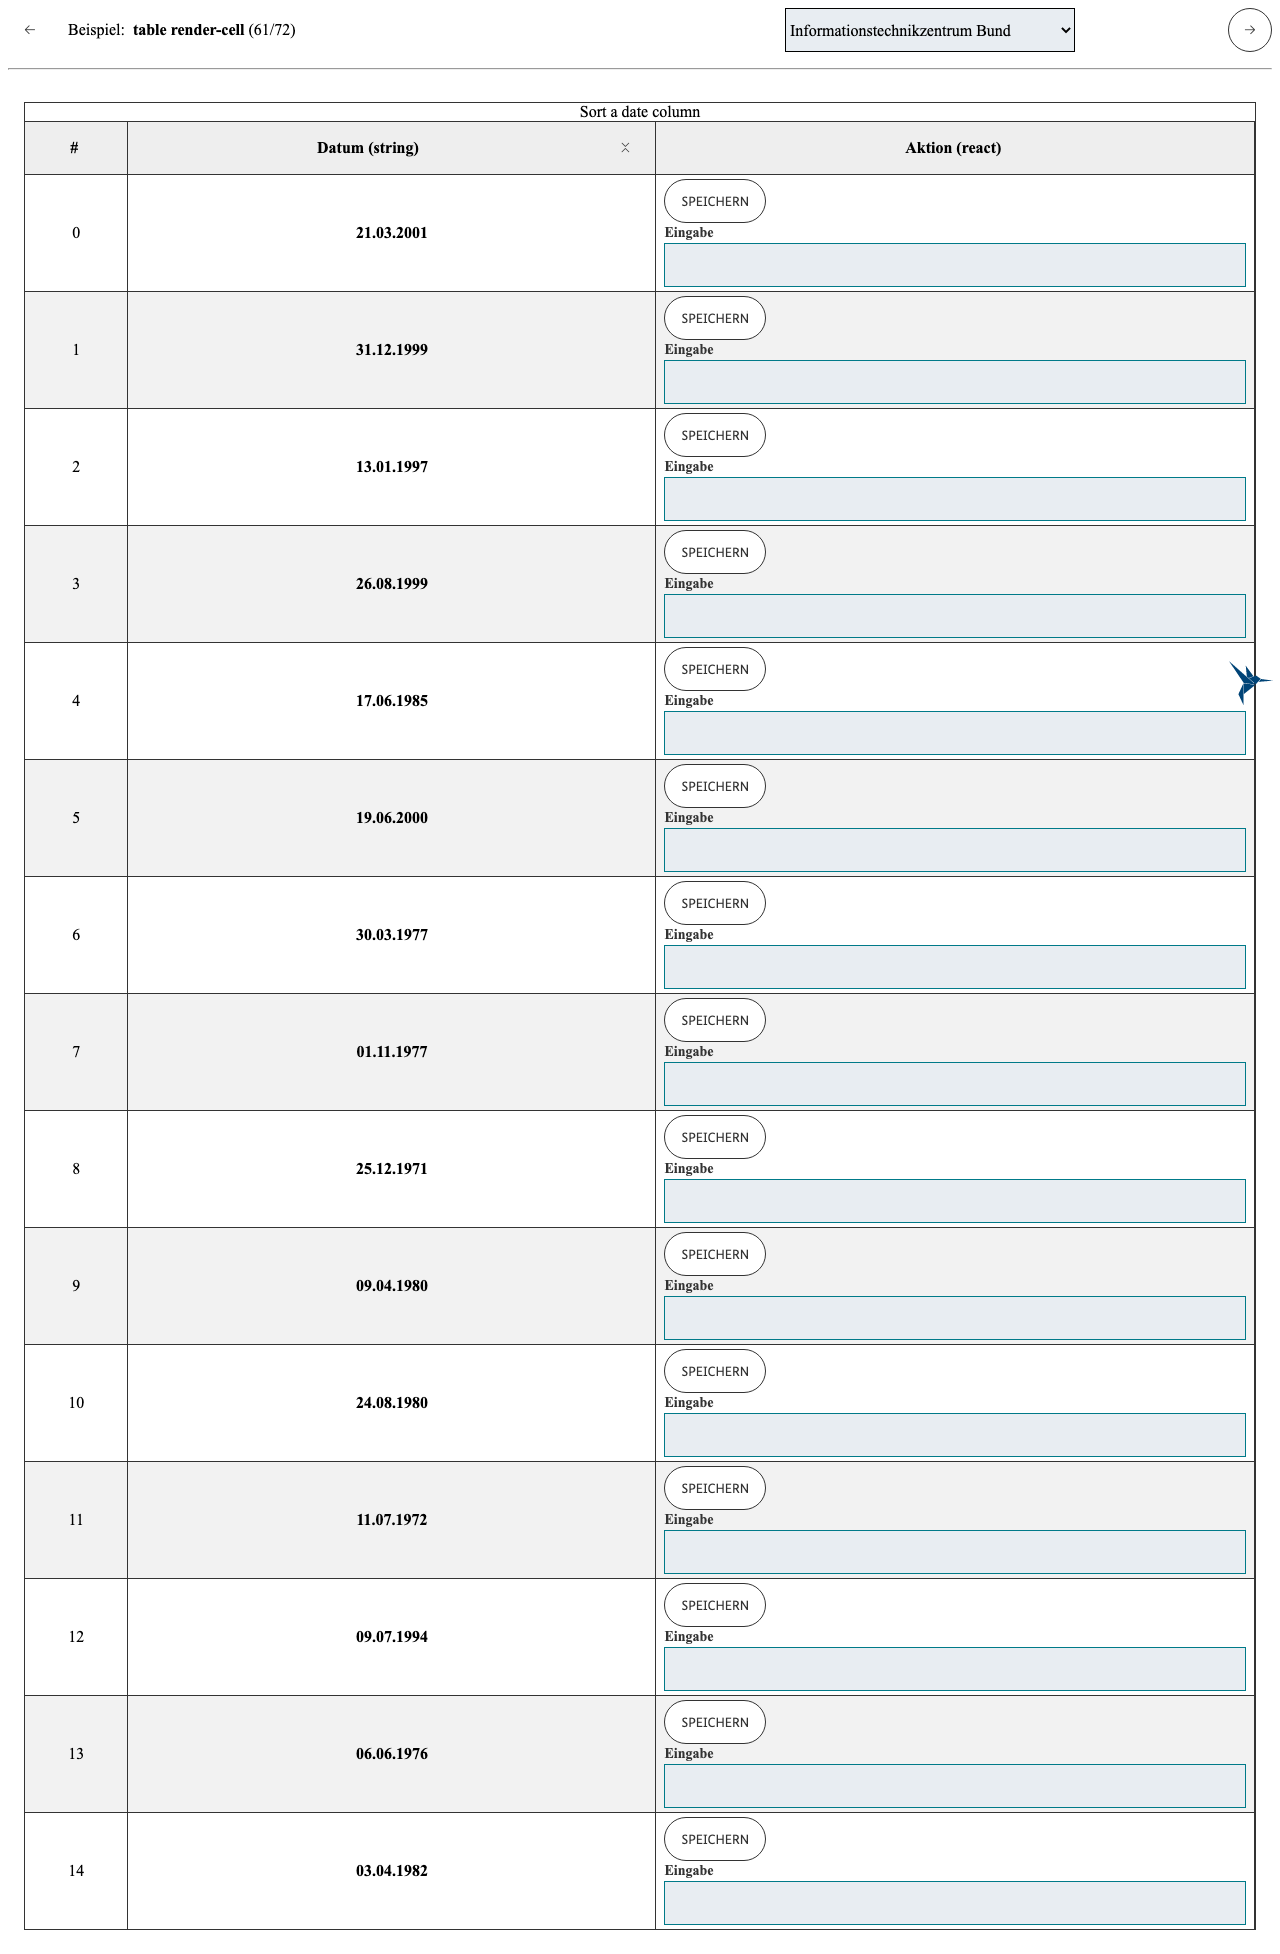 Beispiel: table render-cell (61/72)
Informationstechnikzentrum Bund
Sort a date column
# Datum (string) Aktion (react)
SPEICHERN
0 21.03.2001 Eingabe
SPEICHERN
1 31.12.1999 Eingabe
SPEICHERN
2 13.01.1997 Eingabe
SPEICHERN
3 26.08.1999 Eingabe
SPEICHERN
4 17.06.1985 Eingabe
SPEICHERN
5 19.06.2000 Eingabe
SPEICHERN
6 30.03.1977 Eingabe
SPEICHERN
7 01.11.1977 Eingabe
SPEICHERN
8 25.12.1971 Eingabe
SPEICHERN
9 09.04.1980 Eingabe
SPEICHERN
10 24.08.1980 Eingabe
SPEICHERN
11 11.07.1972 Eingabe
SPEICHERN
12 09.07.1994 Eingabe
SPEICHERN
13 06.06.1976 Eingabe
SPEICHERN
14 03.04.1982 Eingabe